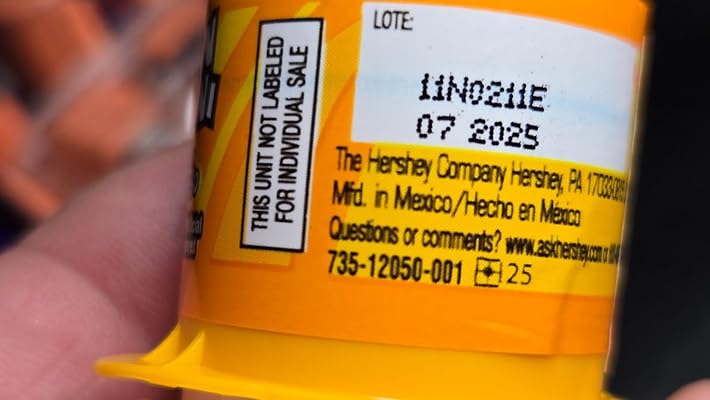 THIS UNIT NOT LABELED
FOR INDIVIDUAL SALE
LOTE:
11N0211E
07 2025
The Hershey Company Hershey, PA
Mfd. in Mexico/Hecho en México
Questions or comments? www.askhershey.com or
735-12050-001 25